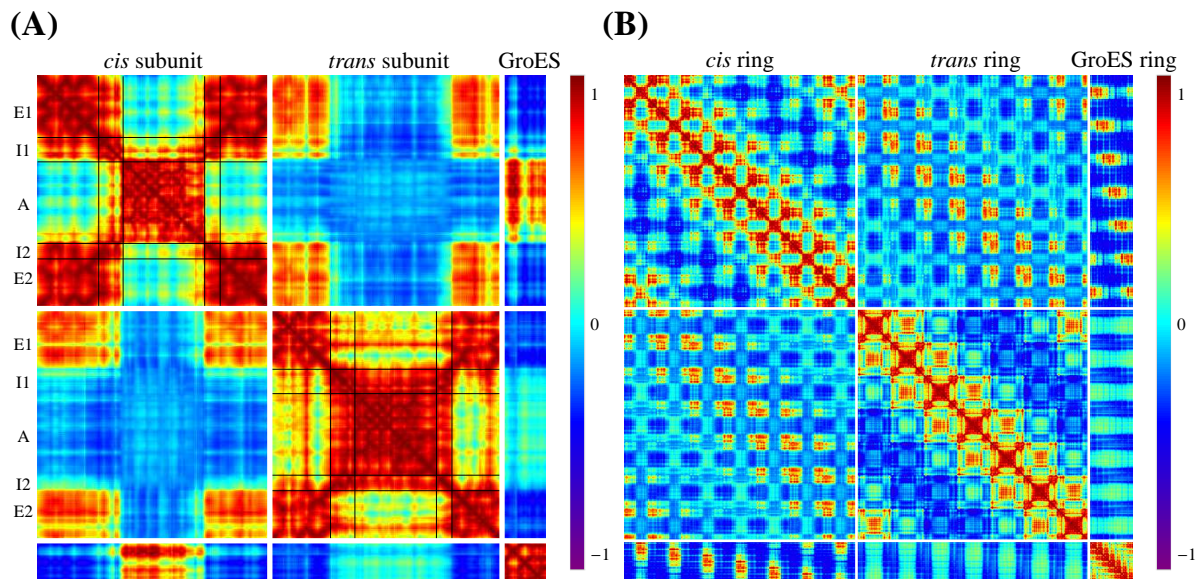 (A)
(B)
cis subunit
trans subunit
GroES
cis ring
trans ring
GroES ring
E1
I1
A
I2
E2
E1
I1
A
I2
E2
1
0
−1
1
0
−1